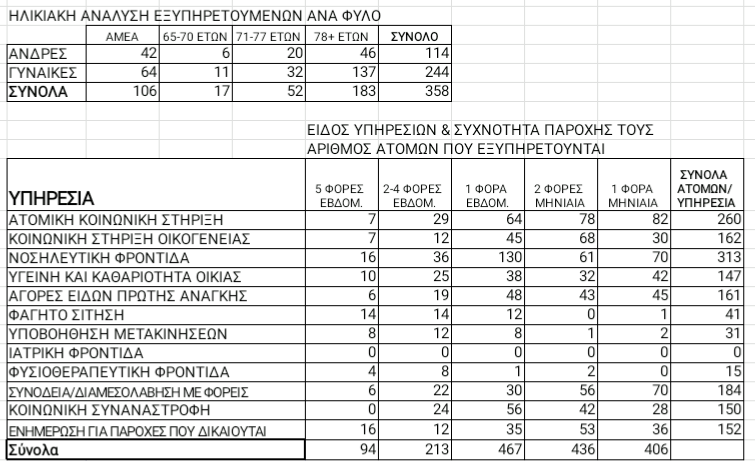 ΗΛΙΚΙΑΚΗ ΑΝΑΛΥΣΗ ΕΞΥΠΗΡΕΤΟΥΜΕΝΩΝ ΑΝΑ ΦΥΛΟ
ΑΜΕΑ 65-70 ΕΤΩΝ 71-77 ΕΤΩΝ 78+ ΕΤΩΝ ΣΥΝΟΛΟ
ΑΝΔΡΕΣ 42 6 20 46 114
ΓΥΝΑΙΚΕΣ 64 11 32 137 244
ΣΥΝΟΛΑ 106 17 52 183 358
ΕΙΔΟΣ ΥΠΗΡΕΣΙΩΝ & ΣΥΧΝΟΤΗΤΑ ΠΑΡΟΧΗΣ ΤΟΥΣ
ΑΡΙΘΜΟΣ ΑΤΟΜΩΝ ΠΟΥ ΕΞΥΠΗΡΕΤΟΥΝΤΑΙ
ΥΠΗΡΕΣΙΑ 5 ΦΟΡΕΣ ΕΒΔΟΜ. 2-4 ΦΟΡΕΣ ΕΒΔΟΜ. 1 ΦΟΡΑ ΕΒΔΟΜ. 2 ΦΟΡΕΣ ΜΗΝΙΑΙΑ 1 ΦΟΡΑ ΜΗΝΙΑΙΑ ΣΥΝΟΛΑ ΑΤΟΜΩΝ/ ΥΠΗΡΕΣΙΑ
ΑΤΟΜΙΚΗ ΚΟΙΝΩΝΙΚΗ ΣΤΗΡΙΞΗ 7 29 64 78 82 260
ΚΟΙΝΩΝΙΚΗ ΣΤΗΡΙΞΗ ΟΙΚΟΓΕΝΕΙΑΣ 7 12 45 68 30 162
ΝΟΣΗΛΕΥΤΙΚΗ ΦΡΟΝΤΙΔΑ 16 36 130 61 70 313
ΥΓΕΙΝΗ ΚΑΙ ΚΑΘΑΡΙΟΤΗΤΑ ΟΙΚΙΑΣ 10 25 38 32 42 147
ΑΓΟΡΕΣ ΕΙΔΩΝ ΠΡΩΤΗΣ ΑΝΑΓΚΗΣ 6 19 48 43 45 161
ΦΑΓΗΤΟ ΣΙΤΗΣΗ 14 14 12 0 1 41
ΥΠΟΒΟΗΘΗΣΗ ΜΕΤΑΚΙΝΗΣΕΩΝ 8 12 8 1 2 31
ΙΑΤΡΙΚΗ ΦΡΟΝΤΙΔΑ 0 0 0 0 0 0
ΦΥΣΙΟΘΕΡΑΠΕΥΤΙΚΗ ΦΡΟΝΤΙΔΑ 4 8 1 2 0 15
ΣΥΝΟΔΕΙΑ/ΔΙΑΜΕΣΟΛΑΒΗΣΗ ΜΕ ΦΟΡΕΙΣ 6 22 30 56 70 184
ΚΟΙΝΩΝΙΚΗ ΣΥΝΑΝΑΣΤΡΟΦΗ 0 24 56 42 28 150
ΕΝΗΜΕΡΩΣΗ ΓΙΑ ΠΑΡΟΧΕΣ ΠΟΥ ΔΙΚΑΙΟΥΤΑΙ 16 12 35 53 36 152
Σύνολα 94 213 467 436 406